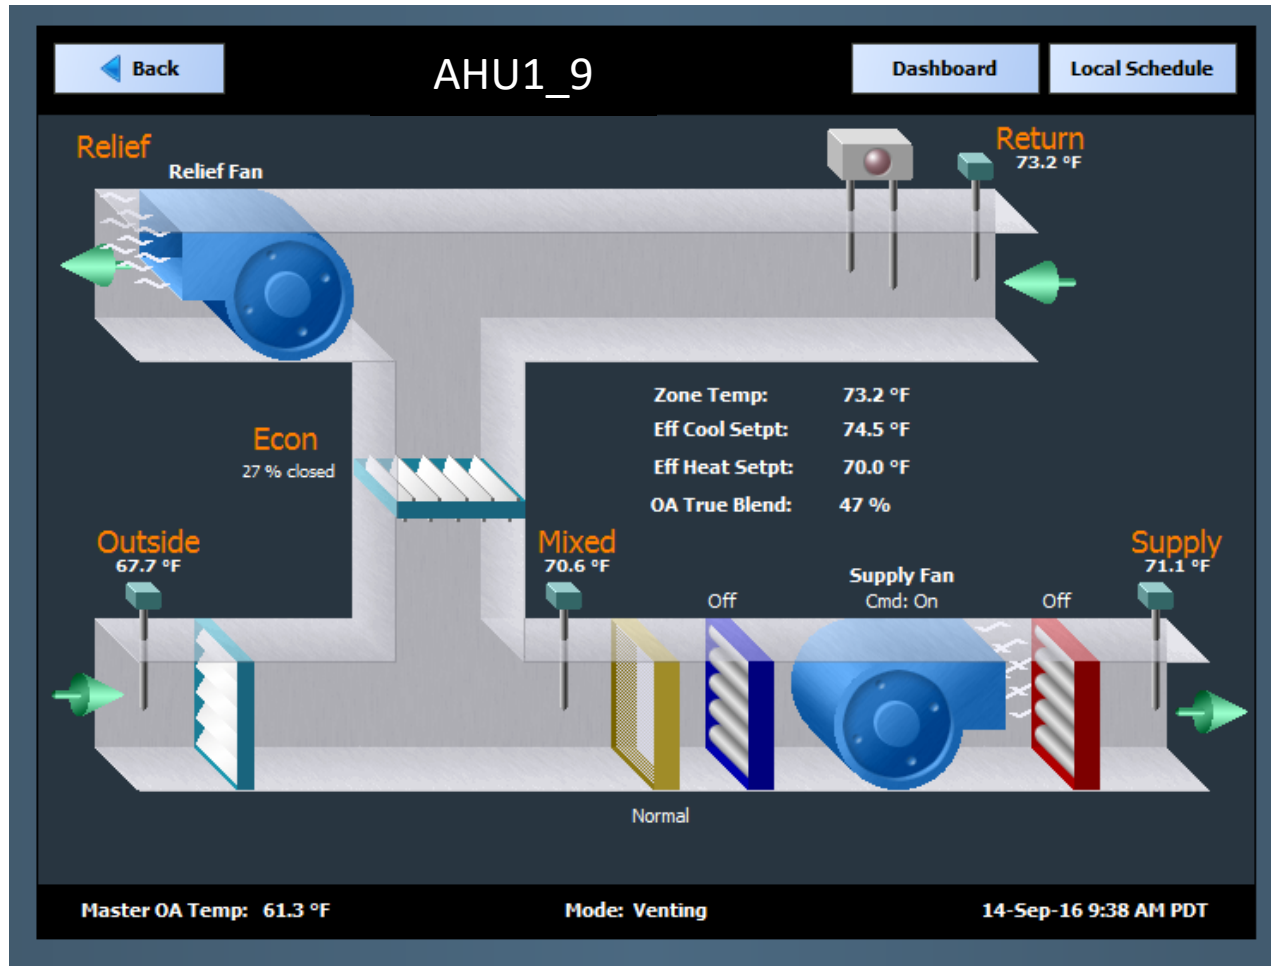 Back
AHU1_9
Dashboard
Local Schedule
Relief
Relief Fan
Return
73.2 °F
Zone Temp: 73.2 °F
Eff Cool Setpt: 74.5 °F
Eff Heat Setpt: 70.0 °F
OA True Blend: 47 %
Econ
27 % closed
Outside
67.7 °F
Mixed
70.6 °F
Off
Supply Fan
Cmd: On
Off
Supply
71.1 °F
Normal
Master OA Temp: 61.3 °F
Mode: Venting
14-Sep-16 9:38 AM PDT